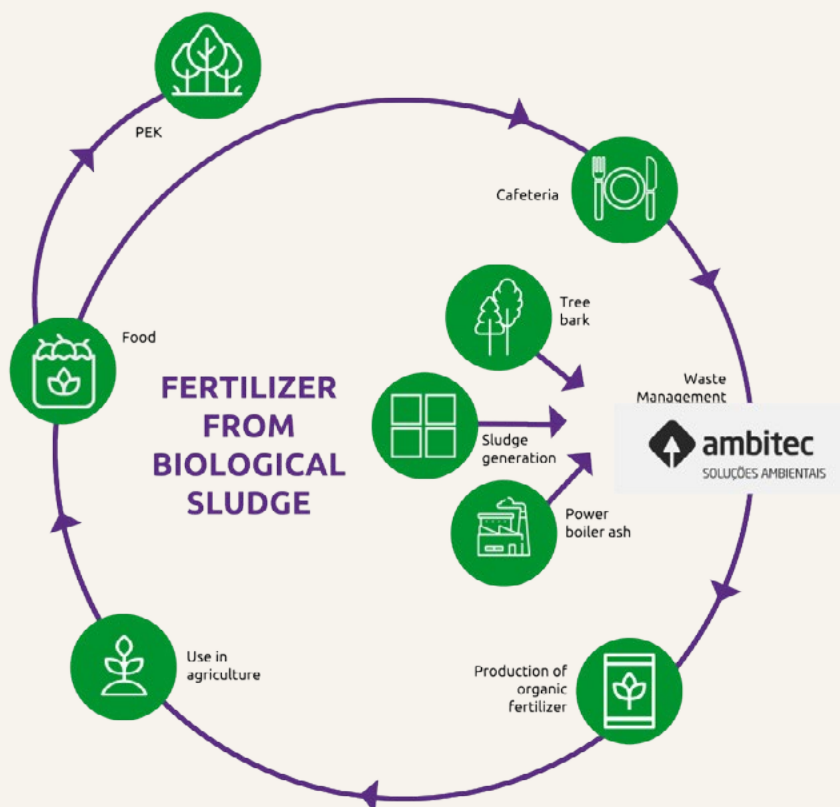 PEK
Cafeteria
Tree
bark
Food
FERTILIZER
FROM
BIOLOGICAL
SLUDGE
Waste
Management
ambitec
SOLUÇÕES AMBIENTAIS
Sludge
generation
Power
boiler ash
Use in
agriculture
Production of
organic
fertilizer